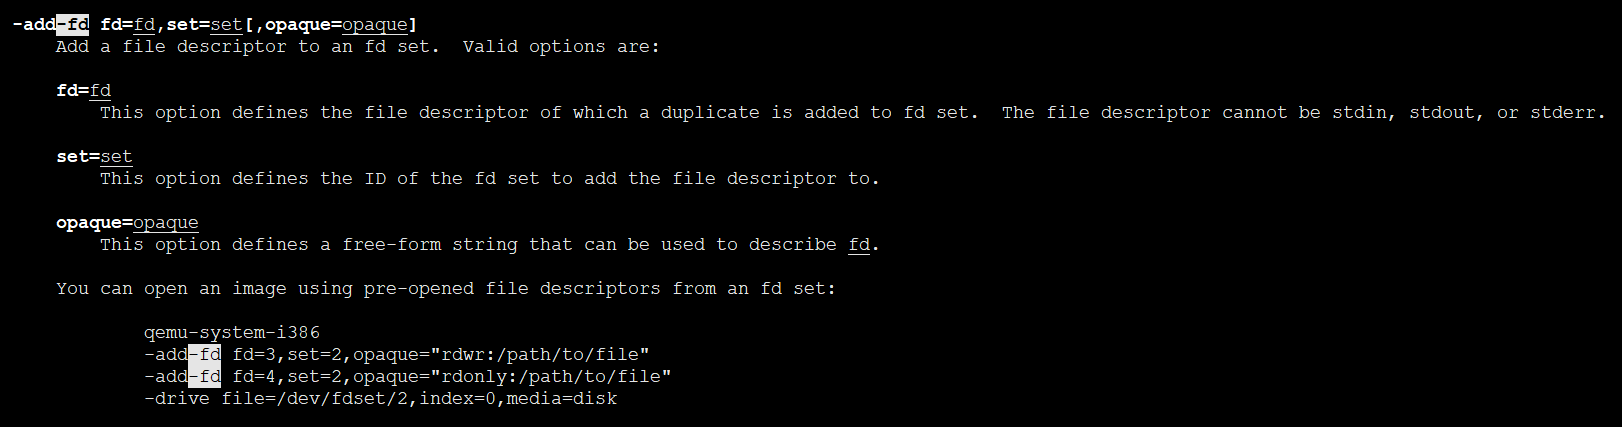 -add-fd fd=fd,set=set[,opaque=opaque]
Add a file descriptor to an fd set.  Valid options are:
fd=fd
This option defines the file descriptor of which a duplicate is added to fd set.  The file descriptor cannot be stdin, stdout, or stderr.
set=set
This option defines the ID of the fd set to add the file descriptor to.
opaque=opaque
This option defines a free-form string that can be used to describe fd.
You can open an image using pre-opened file descriptors from an fd set:
qemu-system-i386
-add-fd fd=3,set=2,opaque="rdwr:/path/to/file"
-add-fd fd=4,set=2,opaque="rdonly:/path/to/file"
-drive file=/dev/fdset/2,index=0,media=disk